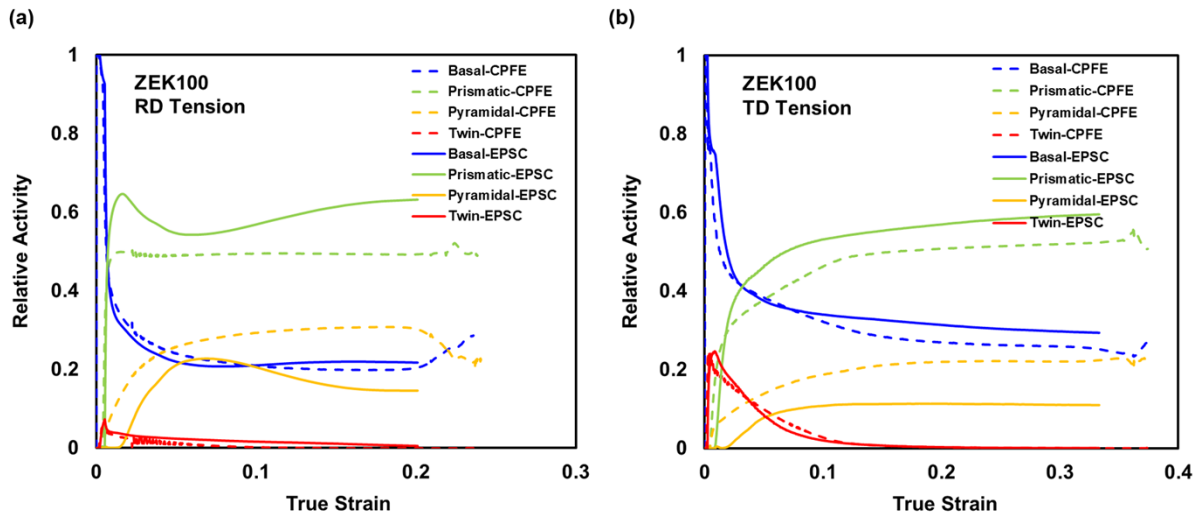 (a)
ZEK100
RD Tension
Basal-CPFE
Prismatic-CPFE
Pyramidal-CPFE
Twin-CPFE
Basal-EPSC
Prismatic-EPSC
Pyramidal-EPSC
Twin-EPSC
Relative Activity
1
0.8
0.6
0.4
0.2
0
0
0.1
0.2
0.3
True Strain
(b)
ZEK100
TD Tension
Basal-CPFE
Prismatic-CPFE
Pyramidal-CPFE
Twin-CPFE
Basal-EPSC
Prismatic-EPSC
Pyramidal-EPSC
Twin-EPSC
Relative Activity
1
0.8
0.6
0.4
0.2
0
0
0.1
0.2
0.3
0.4
True Strain